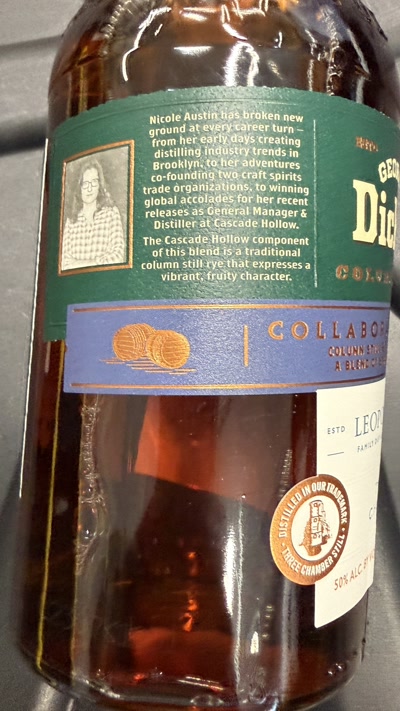 Nicole Austin has broken new
ground at every career turn –
from her early days creating
distilling industry trends in
Brooklyn, to her adventures
co-founding two craft spirits
trade organizations, to winning
global accolades for her recent
releases as General Manager &
Distiller at Cascade Hollow.
The Cascade Hollow component
of this blend is a traditional
column still rye that expresses a
vibrant, fruity character.
GEOR
Dic
COLLABOR
COLUMN ST
A BLEND
ESTD LEOP
FAMILY
DISTILLED IN OUR TRADEMARK
THREE CHAMBER STILL
50% ALC. BY